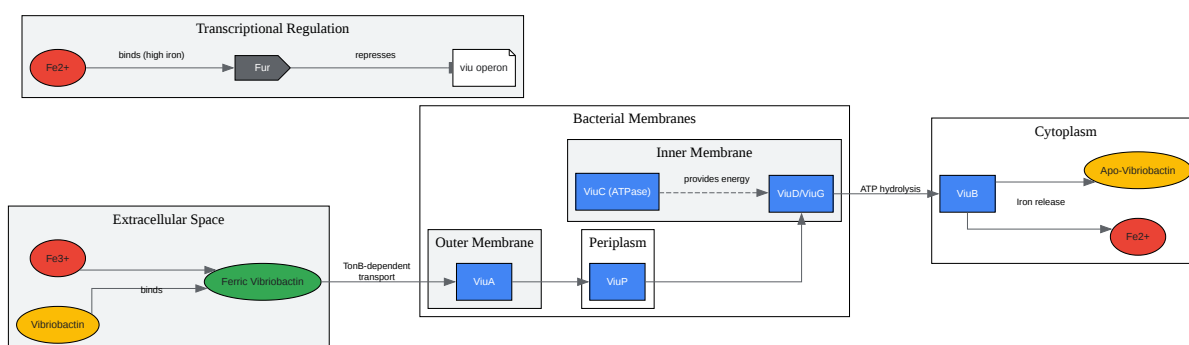 Transcriptional Regulation
Fe2+
binds (high iron)
Fur
represses
viu operon
Bacterial Membranes
Inner Membrane
ViuC (ATPase)
provides energy
ViuD/ViuG
ATP hydrolysis
Cytoplasm
ViuB
Apo-Vibriobactin
Iron release
Fe2+
Extracellular Space
Fe3+
Vibriobactin
binds
Ferric Vibriobactin
TonB-dependent
transport
Outer Membrane
ViuA
Periplasm
ViuP